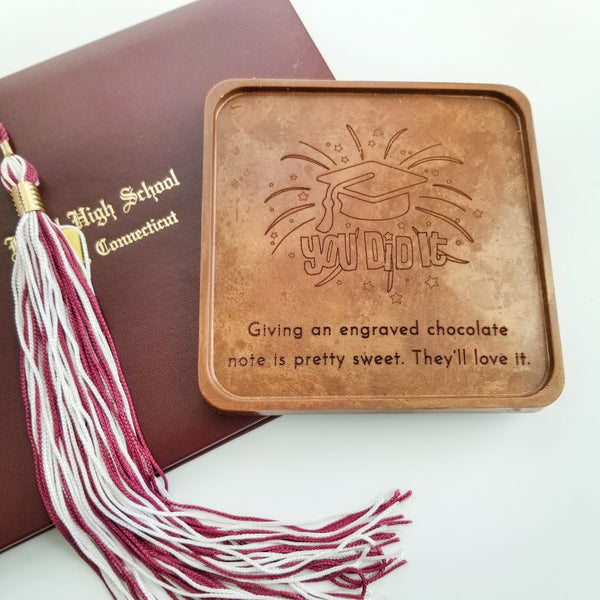 High School
Connecticut
YOU DID It
Giving an engraved chocolate
note is pretty sweet. They'll love it.